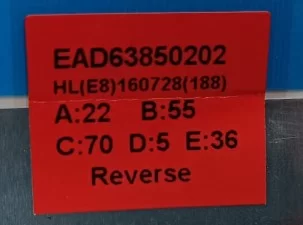 EAD63850202
HL(E8)160728(188)
A:22 B:55
C:70 D:5 E:36
Reverse